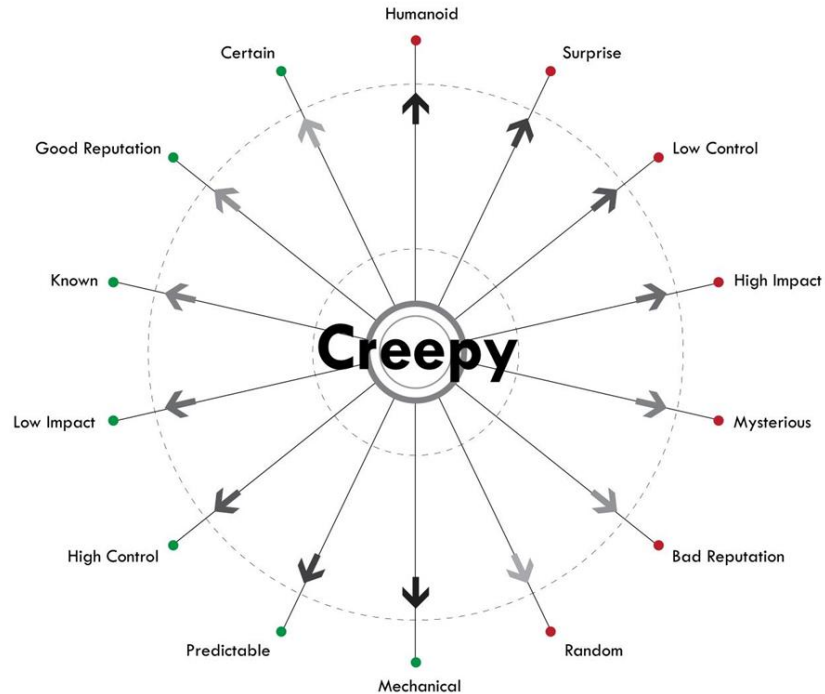 Humanoid
Certain
Surprise
Good Reputation
Low Control
Known
High Impact
Creepy
Low Impact
Mysterious
High Control
Bad Reputation
Predictable
Random
Mechanical